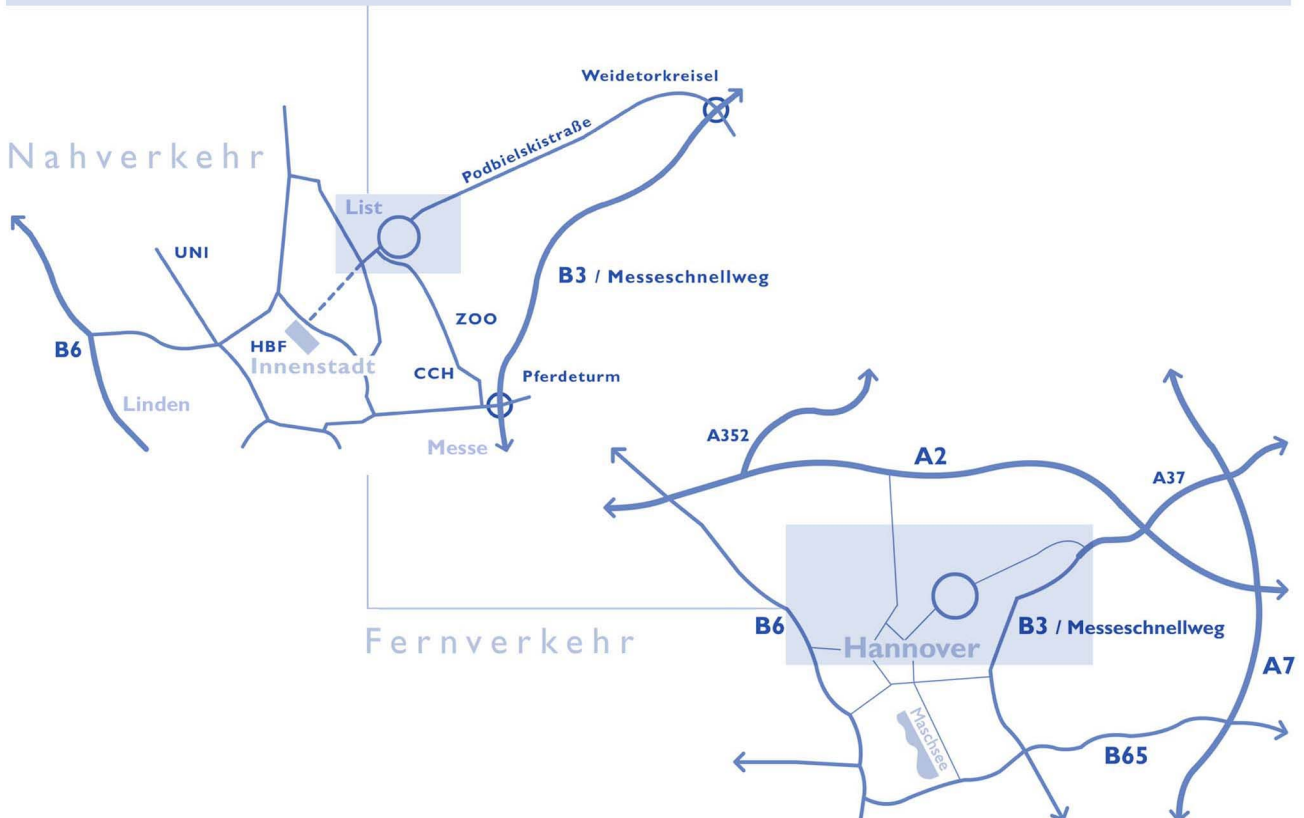 Weidetorkreisel
Podbielskistraße
Nahverkehr
List
UNI
B3 / Messeschnellweg
ZOO
B6
HBF
Innenstadt
CCH
Pferdeturm
Linden
Messe
A352
A2
A37
B6
B3 / Messeschnellweg
Fernverkehr
Hannover
A7
Maschsee
B65